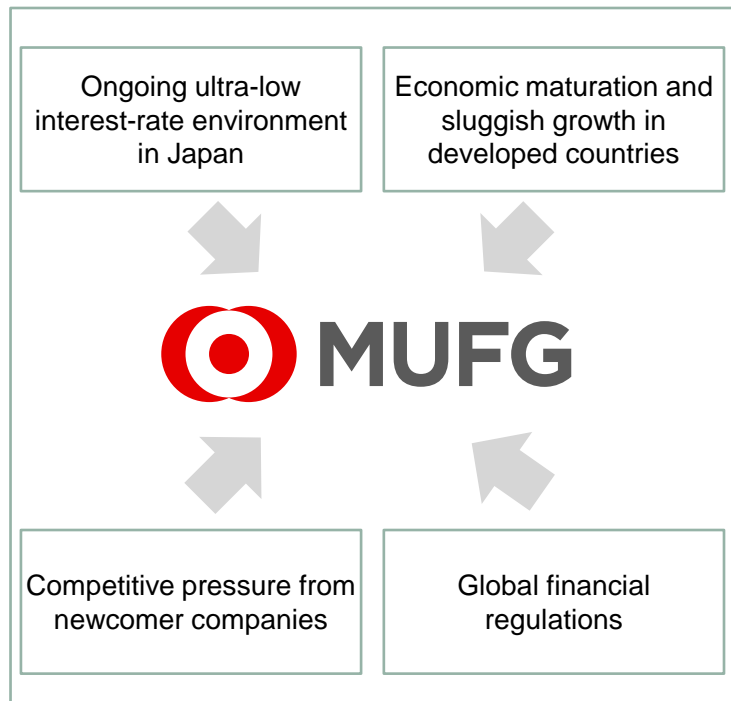 Ongoing ultra-low
interest-rate environment
in Japan
Economic maturation and
sluggish growth in
developed countries
MUFG
Competitive pressure from
newcomer companies
Global financial
regulations